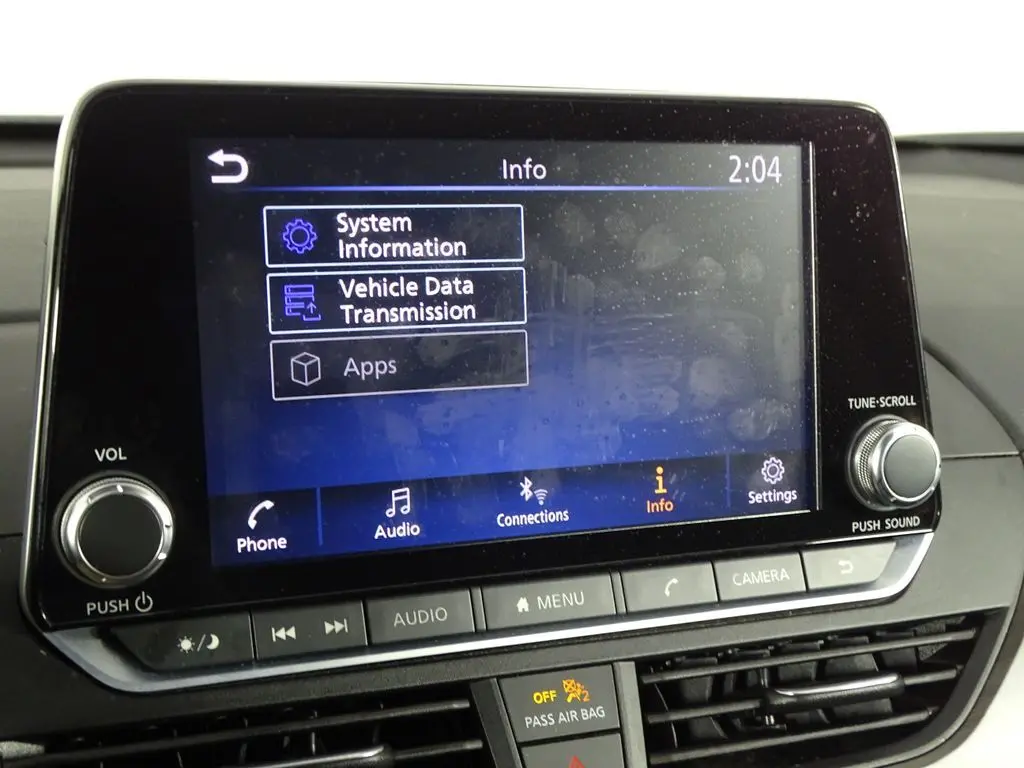 Info
2:04
System
Information
Vehicle Data
Transmission
Apps
TUNE·SCROLL
VOL
Phone
Audio
Connections
Info
Settings
PUSH SOUND
PUSH
AUDIO
MENU
CAMERA
OFF 2
PASS AIR BAG